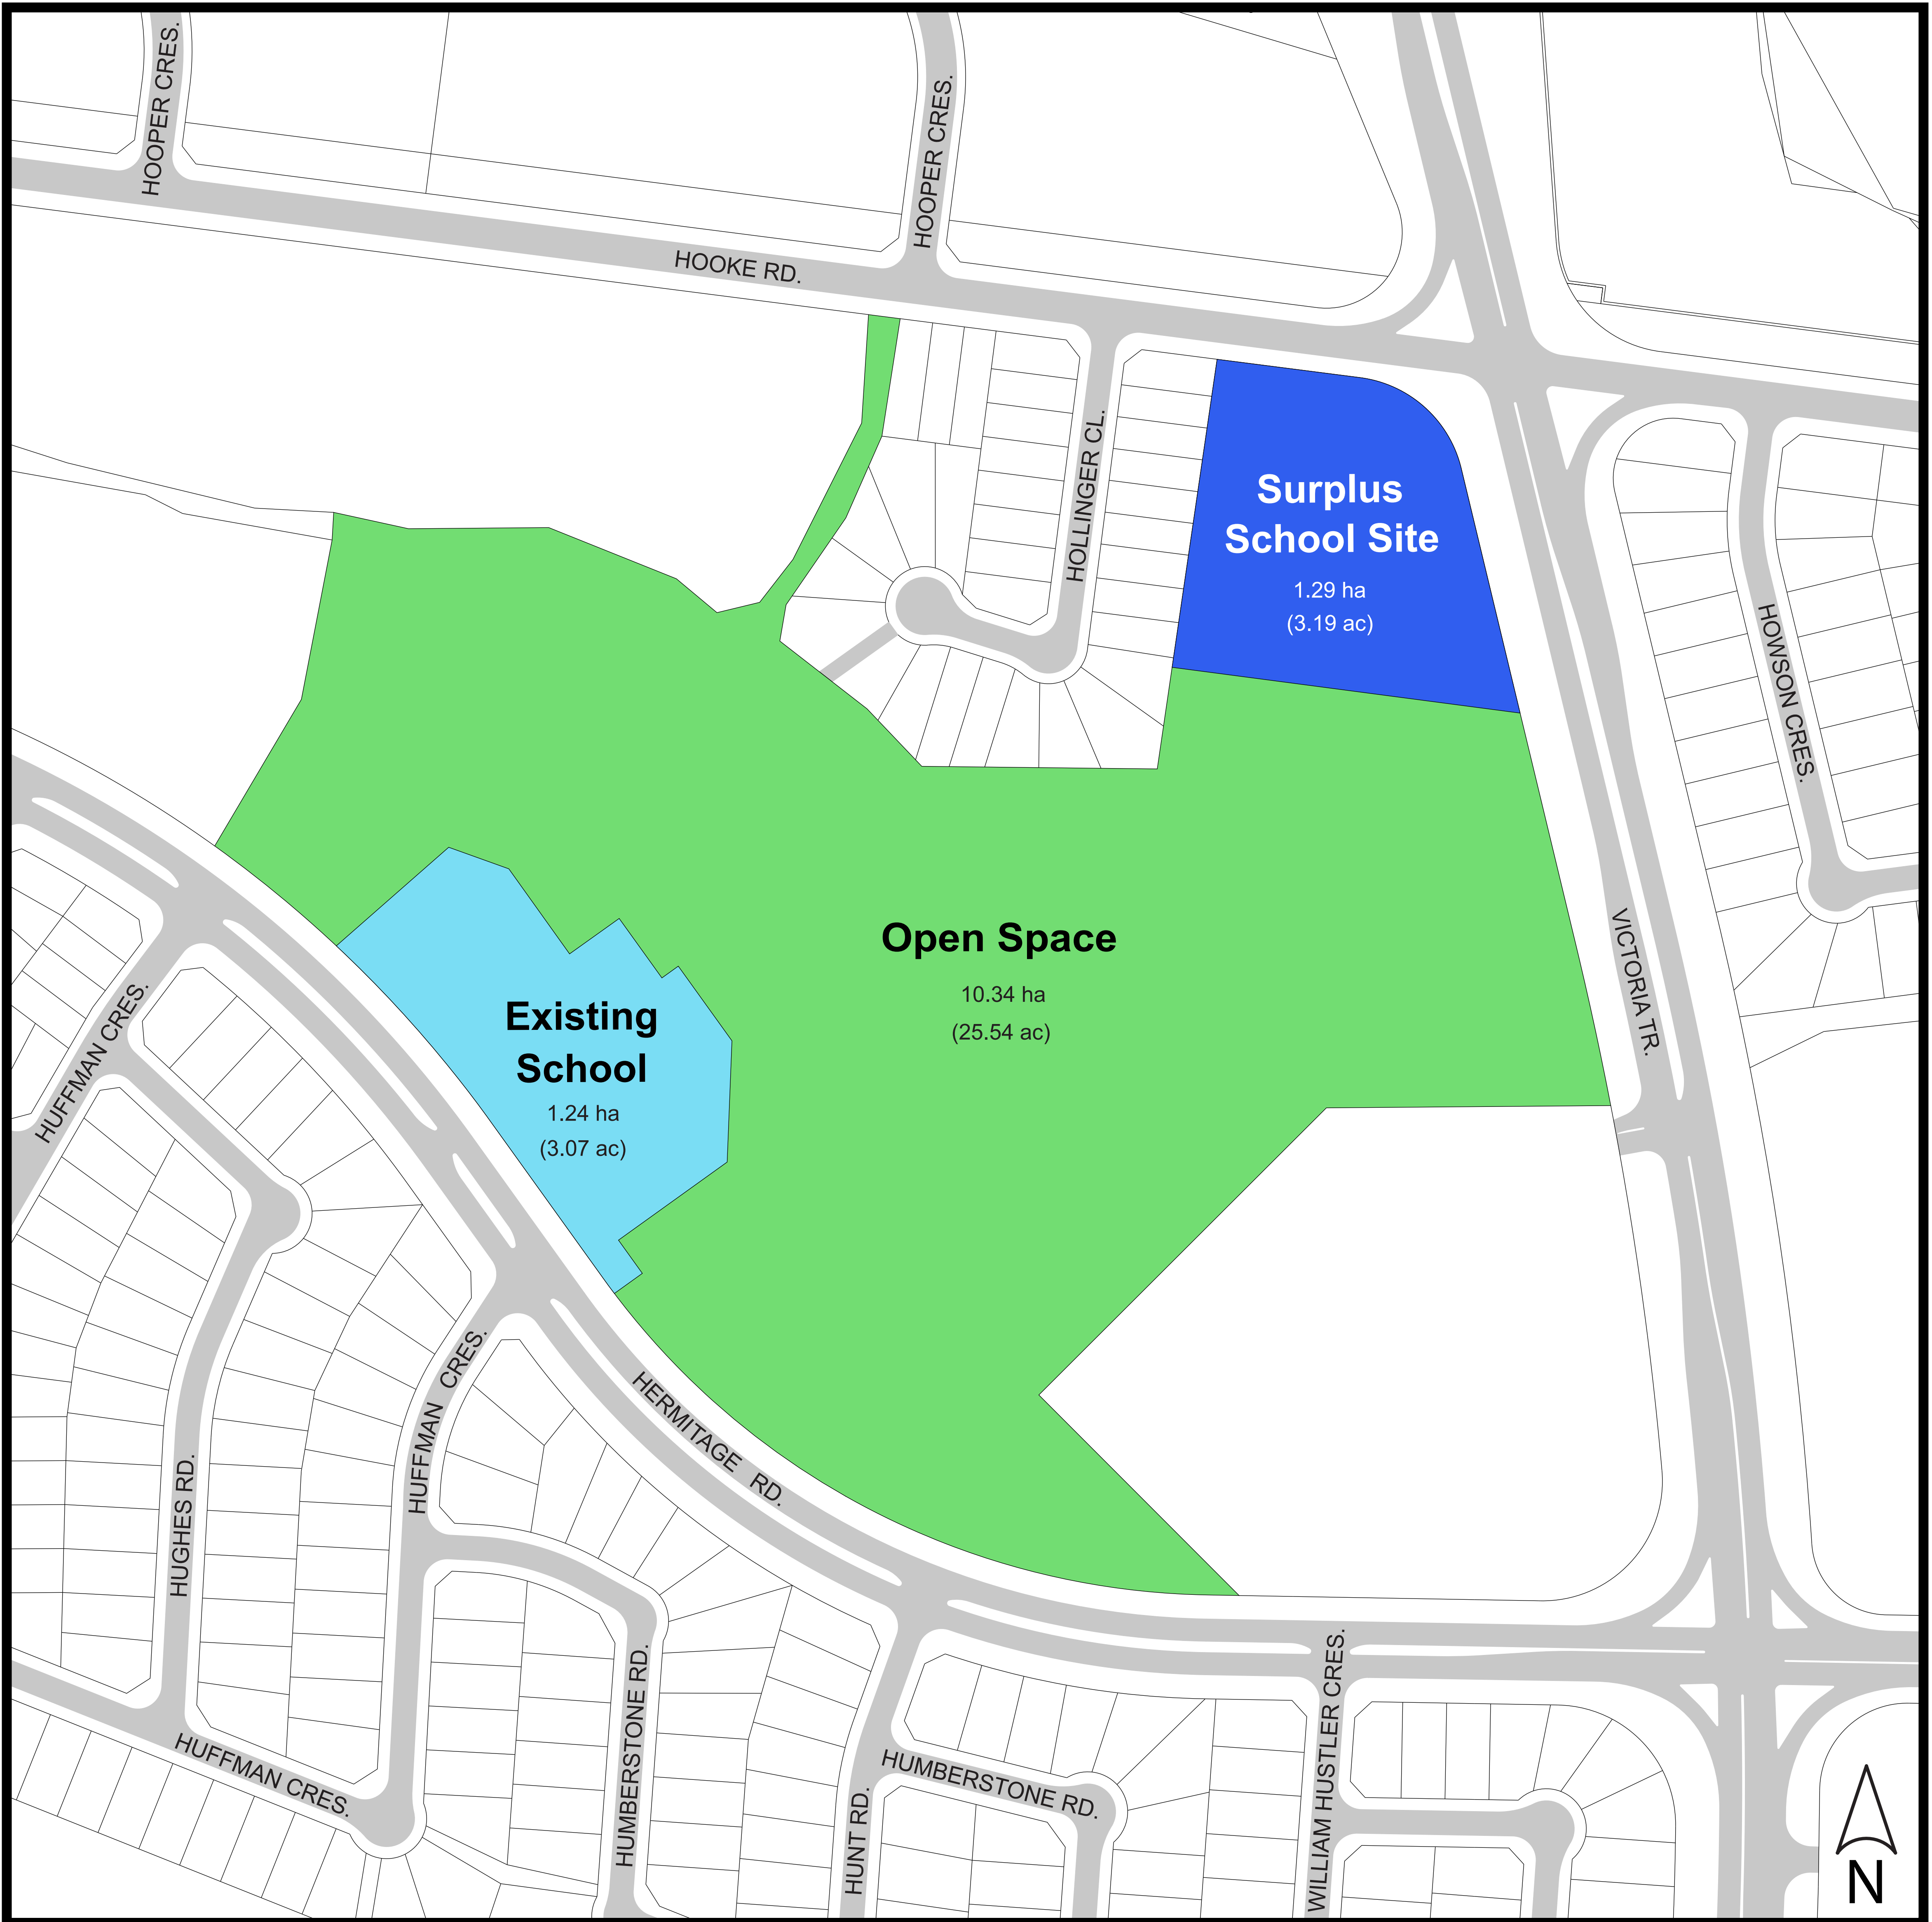 HOOPER CRES.
HOOPER CRES.
HOOKE RD.
HOLLINGER CL.
Surplus
School Site
1.29 ha
(3.19 ac)
HOWSON CRES.
VICTORIA TR.
Open Space
10.34 ha
(25.54 ac)
Existing
School
1.24 ha
(3.07 ac)
HUFFMAN CRES.
HUFFMAN CRES.
HERMITAGE RD.
HUGHES RD.
HUFFMAN CRES.
HUMBERSTONE RD.
HUNT RD.
HUMBERSTONE RD.
WILLIAM HUSTLER CRES.
N